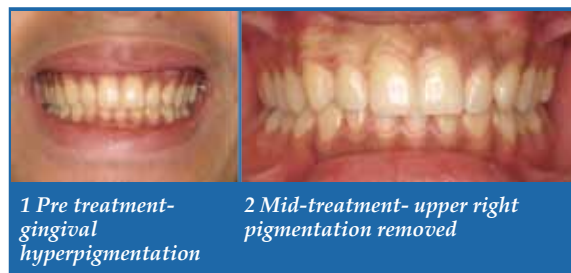 1 Pre treatment-
gingival
hyperpigmentation
2 Mid-treatment- upper right
pigmentation removed